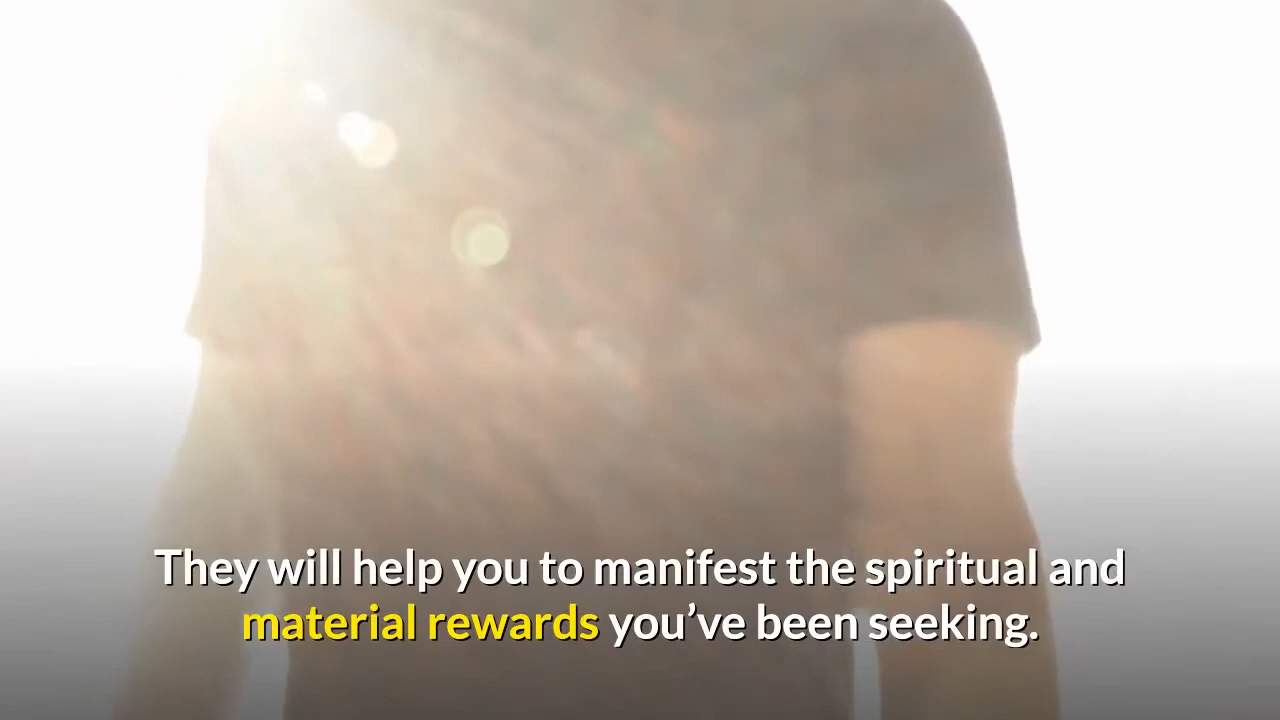 They will help you to manifest the spiritual and
material rewards you’ve been seeking.